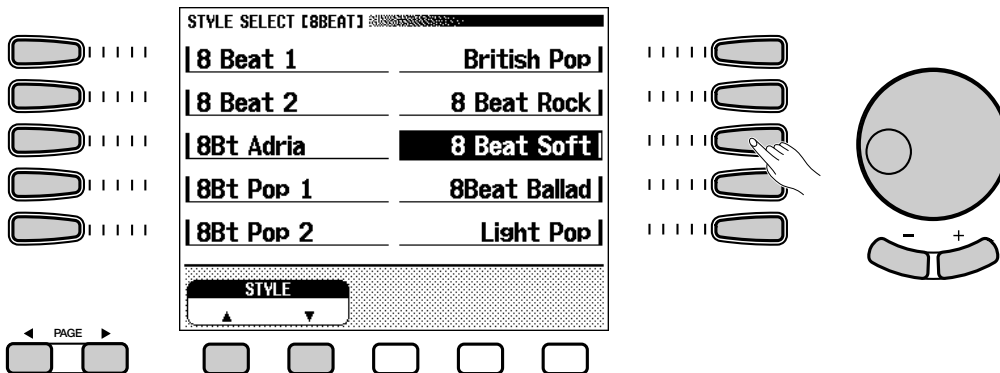 STYLE SELECT [8BEAT]
8 Beat 1 British Pop
8 Beat 2 8 Beat Rock
8Bt Adria 8 Beat Soft
8Bt Pop 1 8Beat Ballad
8Bt Pop 2 Light Pop
STYLE
▲ ▼
◀ PAGE ▶
− +